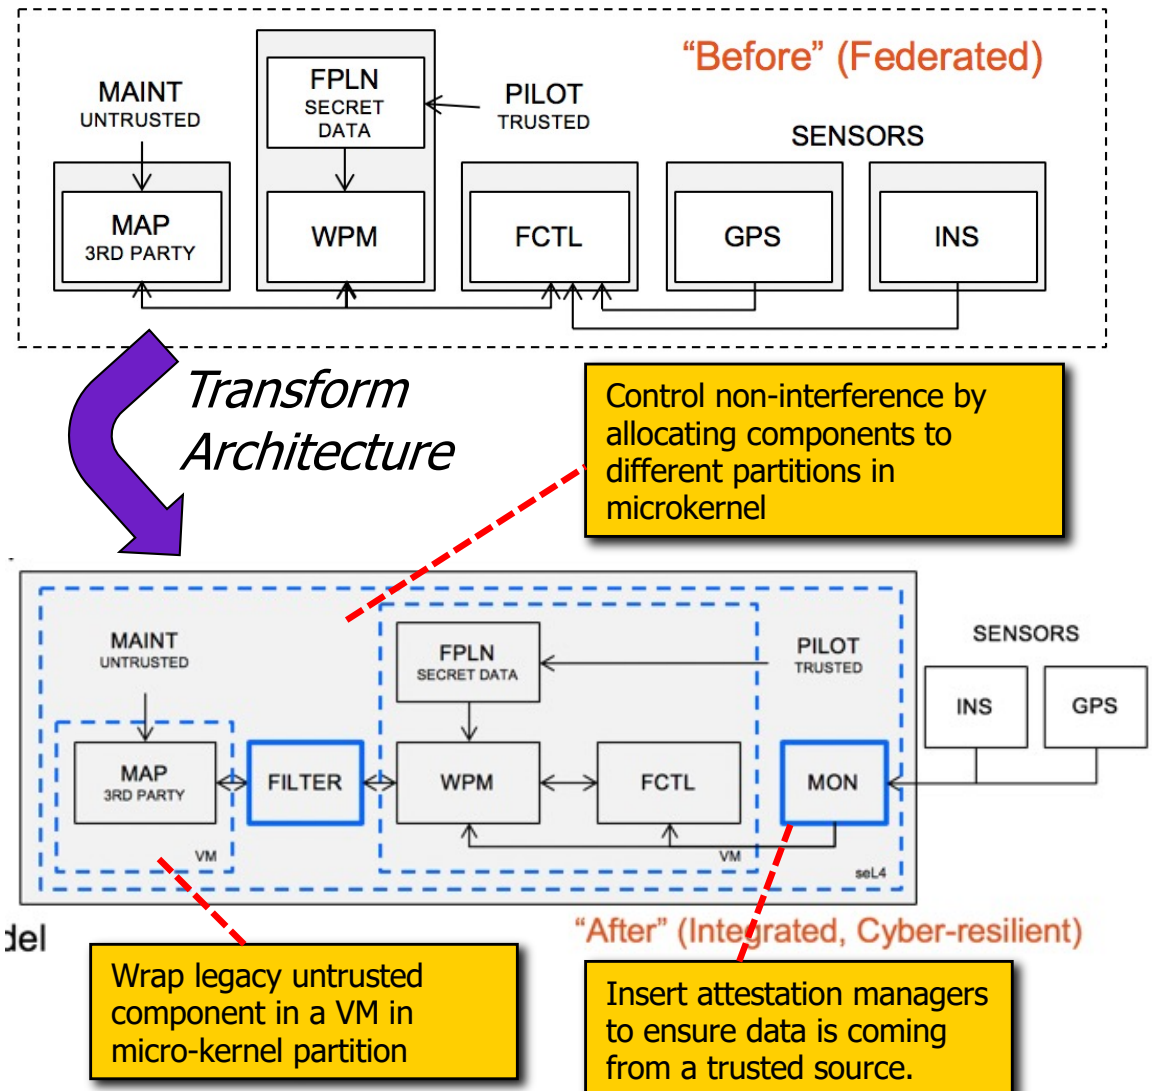 “Before” (Federated)
MAINT
UNTRUSTED
FPLN
SECRET
DATA
PILOT
TRUSTED
SENSORS
MAP
3RD PARTY
WPM
FCTL
GPS
INS
Transform
Architecture
Control non-interference by
allocating components to
different partitions in
microkernel
MAINT
UNTRUSTED
FPLN
SECRET DATA
PILOT
TRUSTED
SENSORS
INS
GPS
MAP
3RD PARTY
FILTER
WPM
FCTL
MON
VM
VM
seL4
del
“After” (Integrated, Cyber-resilient)
Wrap legacy untrusted
component in a VM in
micro-kernel partition
Insert attestation managers
to ensure data is coming
from a trusted source.